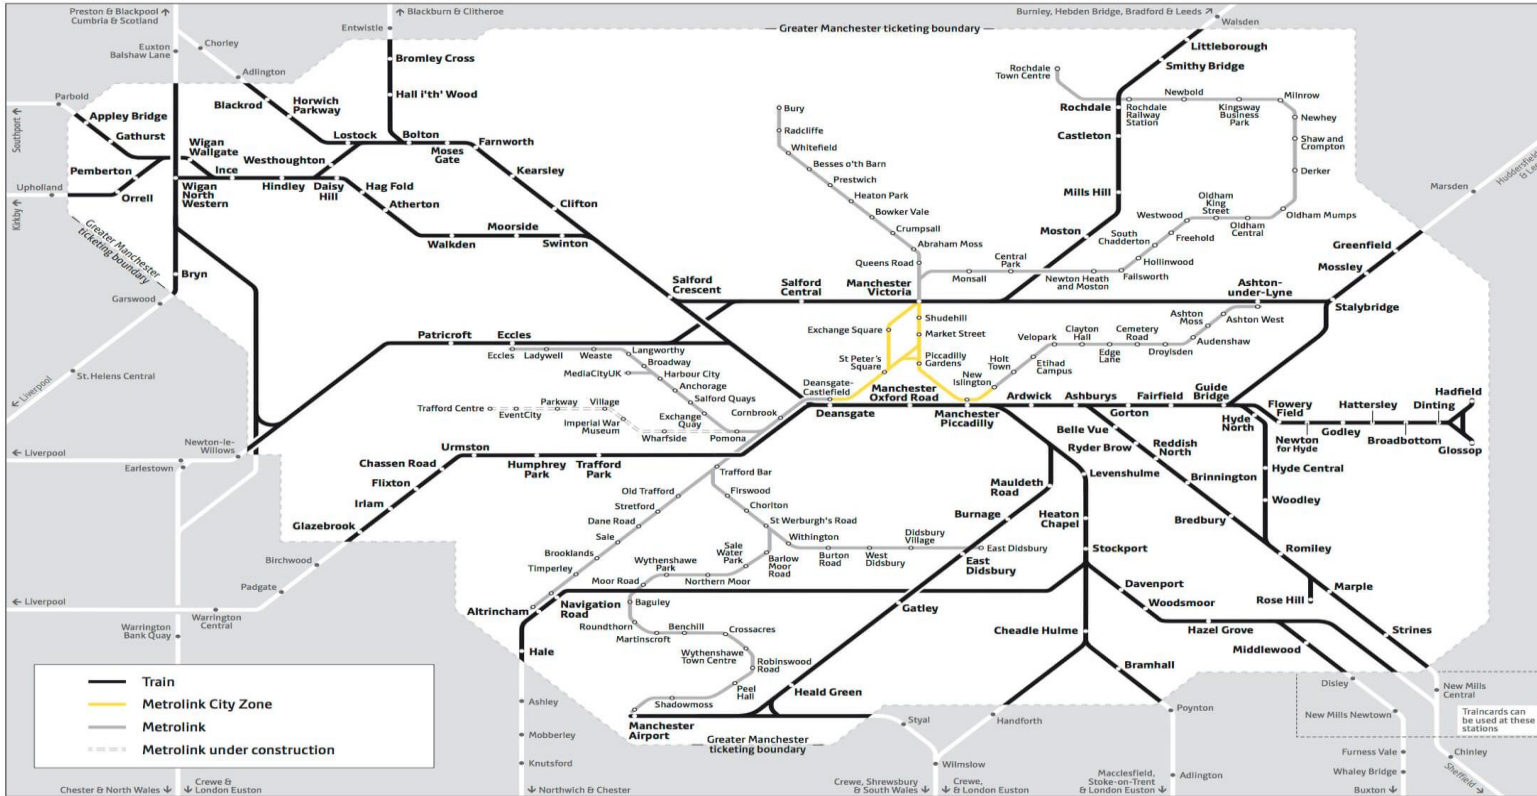 Preston & Blackpool ↑
Cumbria & Scotland
↑ Blackburn & Clitheroe
Burnley, Hebden Bridge, Bradford & Leeds ↗
Entwistle
Walsden
Greater Manchester ticketing boundary
Euxton
Balshaw Lane
Chorley
Adlington
Bromley Cross
Hall i'th' Wood
Littleborough
Smithy Bridge
Rochdale
Town Centre
Parbold
Appley Bridge
Gathurst
Southport ↑
Blackrod
Horwich
Parkway
Lostock
Bolton
Moses
Gate
Farnworth
Kearsley
Clifton
Wigan
Wallgate
Westhoughton
Pemberton
Upholland
Kirkby ↑
Orrell
Wigan
North
Western
Ince
Hindley
Daisy
Hill
Hag Fold
Atherton
Walkden
Moorside
Swinton
Greater Manchester
ticketing boundary
Bryn
Garswood
St. Helens Central
← Liverpool
Bury
Radcliffe
Whitefield
Besses o'th Barn
Prestwich
Heaton Park
Bowker Vale
Crumpsall
Abraham Moss
Queens Road
Rochdale
Rochdale
Railway
Station
Newbold
Kingsway
Business
Park
Milnrow
Newhey
Shaw and
Crompton
Derker
Oldham Mumps
Oldham
Central
Oldham
King
Street
Westwood
Freehold
South
Chadderton
Hollinwood
Failsworth
Newton Heath
and Moston
Central
Park
Monsall
Castleton
Mills Hill
Moston
Huddersfield
Marsden
Greenfield
Mossley
Stalybridge
Ashton-
under-Lyne
Salford
Crescent
Salford
Central
Manchester
Victoria
Shudehill
Exchange Square
Market Street
Piccadilly
Gardens
St Peter's
Square
Deansgate-
Castlefield
New
Islington
Holt
Town
Etihad
Campus
Velopark
Clayton
Hall
Edge
Lane
Cemetery
Road
Droylsden
Audenshaw
Ashton
Moss
Ashton West
Patricroft
Eccles
Eccles
Ladywell
Weaste
Langworthy
Broadway
MediaCityUK
Harbour City
Anchorage
Salford Quays
Exchange
Quay
Pomona
Cornbrook
Trafford Centre
EventCity
Parkway
Village
Imperial War
Museum
Wharfside
Deansgate
Manchester
Oxford Road
Manchester
Piccadilly
Ardwick
Ashburys
Gorton
Fairfield
Guide
Bridge
Flowery
Field
Newton
for Hyde
Godley
Hattersley
Broadbottom
Dinting
Hadfield
Glossop
Hyde
North
Hyde Central
Woodley
Belle Vue
Ryder Brow
Reddish
North
Brinnington
Bredbury
Romiley
Marple
Rose Hill
Strines
Newton-le-
Willows
← Liverpool
Earlestown
Urmston
Chassen Road
Flixton
Irlam
Glazebrook
Humphrey
Park
Trafford
Park
Birchwood
Padgate
← Liverpool
Warrington
Central
Warrington
Bank Quay
Trafford Bar
Old Trafford
Stretford
Dane Road
Sale
Brooklands
Timperley
Altrincham
Navigation
Road
Hale
Ashley
Mobberley
Knutsford
Firswood
Chorlton
St Werburgh's Road
Withington
Burton
Road
West
Didsbury
Didsbury
Village
East Didsbury
Barlow
Moor
Road
Sale
Water
Park
Northern Moor
Wythenshawe
Park
Moor Road
Baguley
Roundthorn
Martinscroft
Benchill
Crossacres
Wythenshawe
Town Centre
Robinswood
Road
Peel
Hall
Shadowmoss
Manchester
Airport
Mauldeth
Road
Burnage
East
Didsbury
Gatley
Heald Green
Levenshulme
Heaton
Chapel
Stockport
Cheadle Hulme
Davenport
Woodsmoor
Hazel Grove
Middlewood
Bramhall
Poynton
Adlington
Handforth
Styal
Wilmslow
Disley
New Mills Newtown
New Mills
Central
Furness Vale
Whaley Bridge
Chinley
Traincards can
be used at these
stations
Greater Manchester
ticketing boundary
Train
Metrolink City Zone
Metrolink
Metrolink under construction
Chester & North Wales ↓
↓ Crewe &
London Euston
↓ Northwich & Chester
Crewe, Shrewsbury
& South Wales ↓
↓ Crewe,
& London Euston
Macclesfield,
Stoke-on-Trent
& London Euston ↓
Buxton ↓
Sheffield ↘